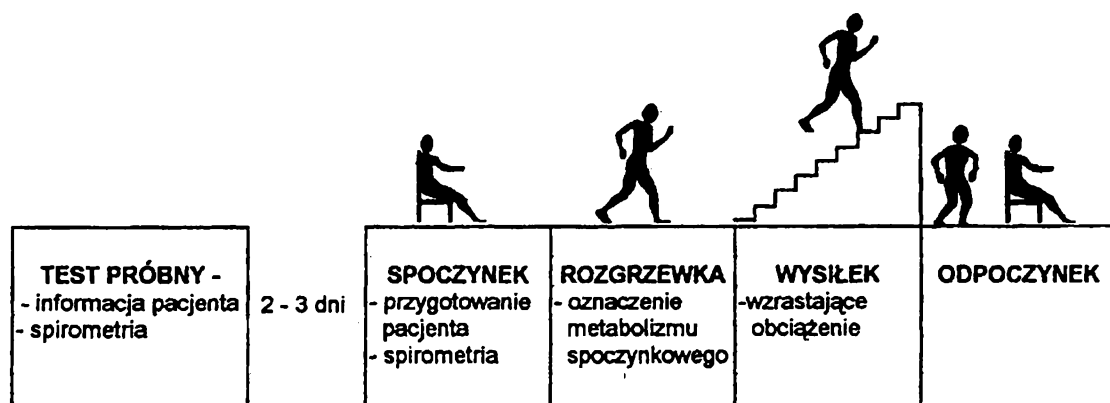 TEST PRÓBNY -
- informacja pacjenta
- spirometria
2 - 3 dni
SPOCZYNEK
- przygotowanie
pacjenta
- spirometria
ROZGRZEWKA
- oznaczenie
metabolizmu
spoczynkowego
WYSIŁEK
-wzrastające
obciążenie
ODPOCZYNEK